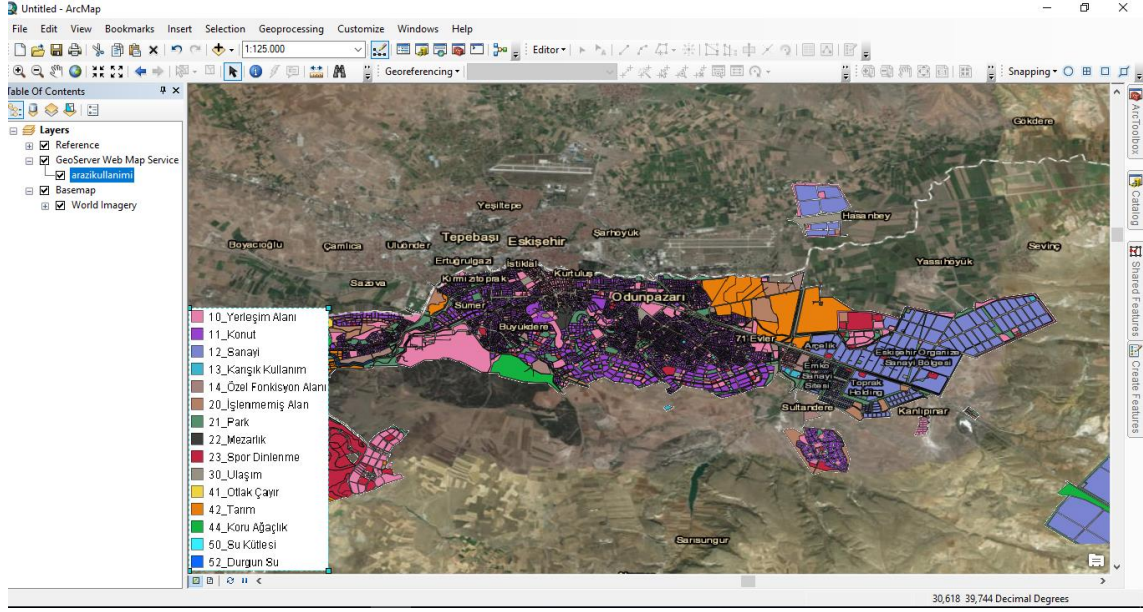 Untitled - ArcMap
File Edit View Bookmarks Insert Selection Geoprocessing Customize Windows Help
1:125.000
Editor
Georeferencing
Snapping
Table Of Contents
Layers
Reference
GeoServer Web Map Service
arazikullanimi
Basemap
World Imagery
Gökdere
Yeşiltepe
Hasanbey
Boyacıoğlu
Çamlıca
Uluönder
Tepebaşı
Eskişehir
Şarhöyük
Sevinç
Ertuğrulgazi
İstiklal
Yassıhöyük
Kırmızıtoprak
Kurtuluş
Sazova
Sümer
Odunpazarı
Büyükdere
71 Evler
Arçelik
Eskişehir Organize
Sanayi Bölgesi
Emko
Sanayi
Sitesi
Toprak
Holding
Sultandere
Kanlıpınar
Sarısungur
10_Yerleşim Alanı
11_Konut
12_Sanayi
13_Karışık Kullanım
14_Özel Fonkisyon Alanı
20_İşlenmemiş Alan
21_Park
22_Mezarlık
23_Spor Dinlenme
30_Ulaşım
41_Otlak Çayır
42_Tarım
44_Koru Ağaçlık
50_Su Kütlesi
52_Durgun Su
ArcToolbox
Catalog
Shared Features
Create Features
30,618 39,744 Decimal Degrees